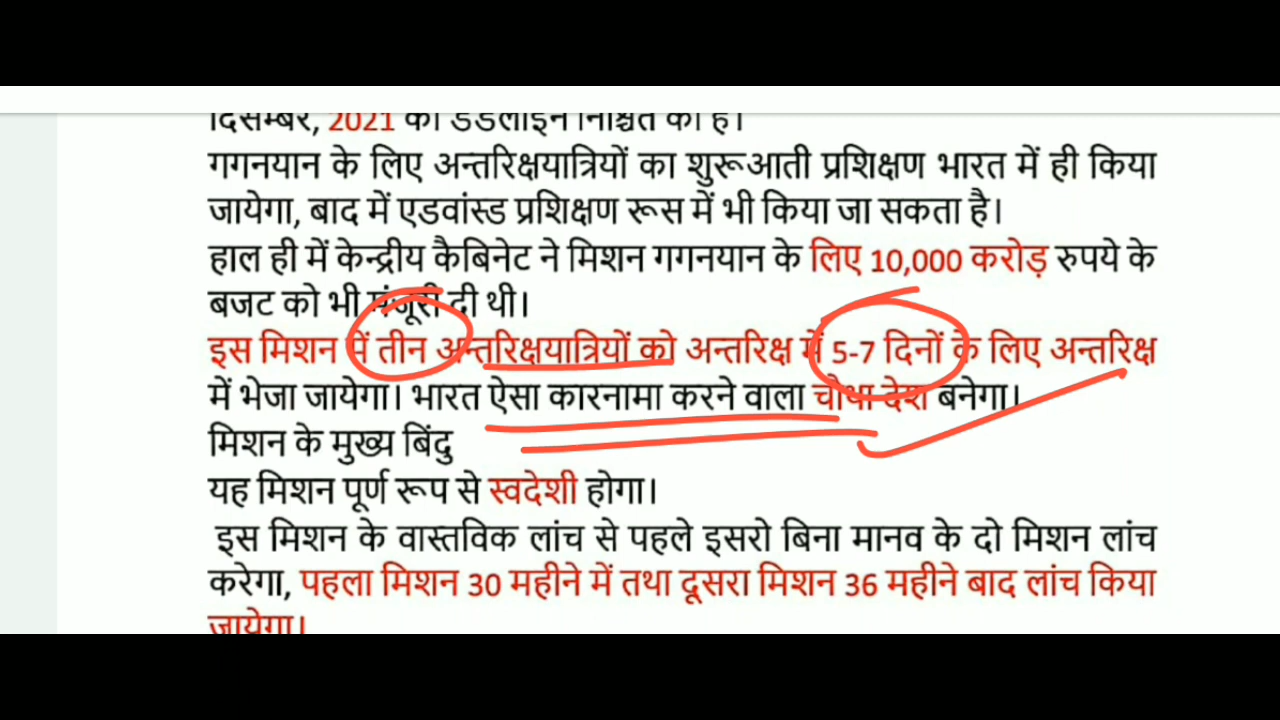 दिसम्बर, 2021 की डेडलाइन निश्चित की है।
गगनयान के लिए अन्तरिक्षयात्रियों का शुरूआती प्रशिक्षण भारत में ही किया
जायेगा, बाद में एडवांस्ड प्रशिक्षण रूस में भी किया जा सकता है।
हाल ही में केन्द्रीय कैबिनेट ने मिशन गगनयान के लिए 10,000 करोड़ रुपये के
बजट को भी मंजूरी दी थी।
इस मिशन में तीन अन्तरिक्षयात्रियों को अन्तरिक्ष में 5-7 दिनों के लिए अन्तरिक्ष
में भेजा जायेगा। भारत ऐसा कारनामा करने वाला चौथा देश बनेगा।
मिशन के मुख्य बिंदु
यह मिशन पूर्ण रूप से स्वदेशी होगा।
इस मिशन के वास्तविक लांच से पहले इसरो बिना मानव के दो मिशन लांच
करेगा, पहला मिशन 30 महीने में तथा दूसरा मिशन 36 महीने बाद लांच किया
जायेगा।